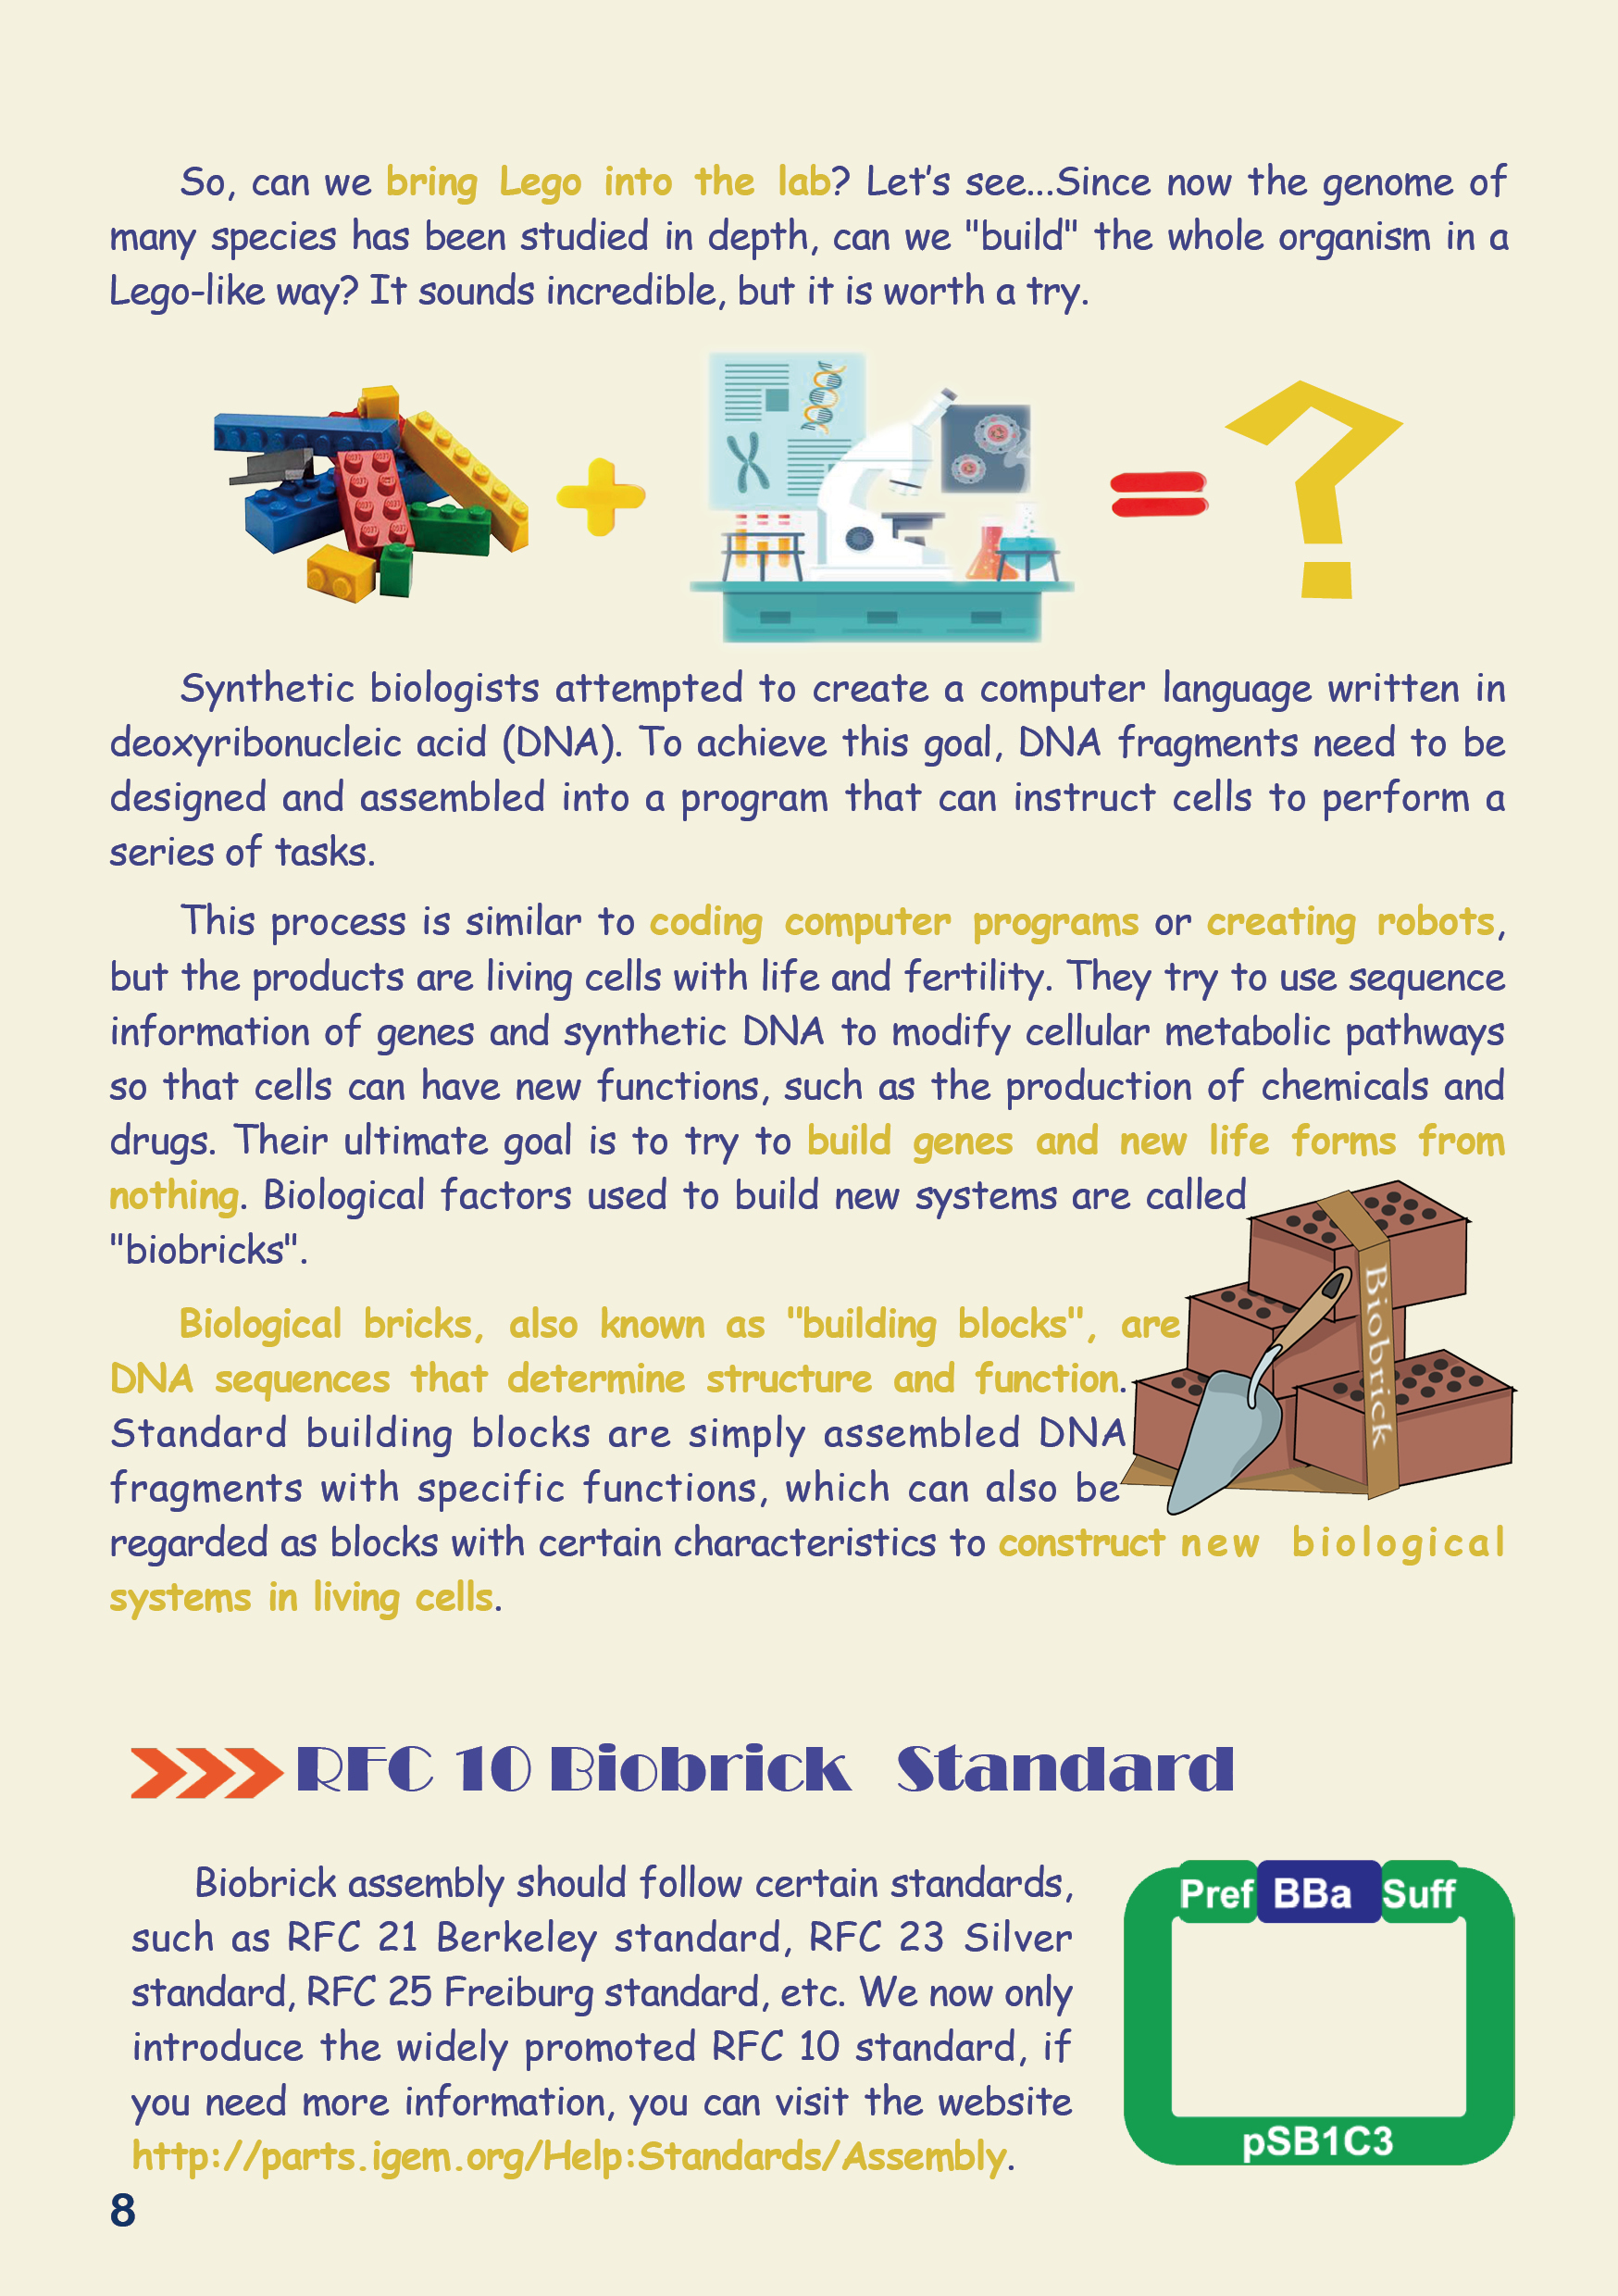 So, can we bring Lego into the lab? Let’s see...Since now the genome of
many species has been studied in depth, can we "build" the whole organism in a
Lego-like way? It sounds incredible, but it is worth a try.
Synthetic biologists attempted to create a computer language written in
deoxyribonucleic acid (DNA). To achieve this goal, DNA fragments need to be
designed and assembled into a program that can instruct cells to perform a
series of tasks.
This process is similar to coding computer programs or creating robots,
but the products are living cells with life and fertility. They try to use sequence
information of genes and synthetic DNA to modify cellular metabolic pathways
so that cells can have new functions, such as the production of chemicals and
drugs. Their ultimate goal is to try to build genes and new life forms from
nothing. Biological factors used to build new systems are called
"biobricks".
Biobrick
Biological bricks, also known as "building blocks", are
DNA sequences that determine structure and function.
Standard building blocks are simply assembled DNA
fragments with specific functions, which can also be
regarded as blocks with certain characteristics to construct new biological
systems in living cells.
RFC 10 Biobrick Standard
Biobrick assembly should follow certain standards,
such as RFC 21 Berkeley standard, RFC 23 Silver
standard, RFC 25 Freiburg standard, etc. We now only
introduce the widely promoted RFC 10 standard, if
you need more information, you can visit the website
http://parts.igem.org/Help:Standards/Assembly.
Pref BBa Suff
pSB1C3
8